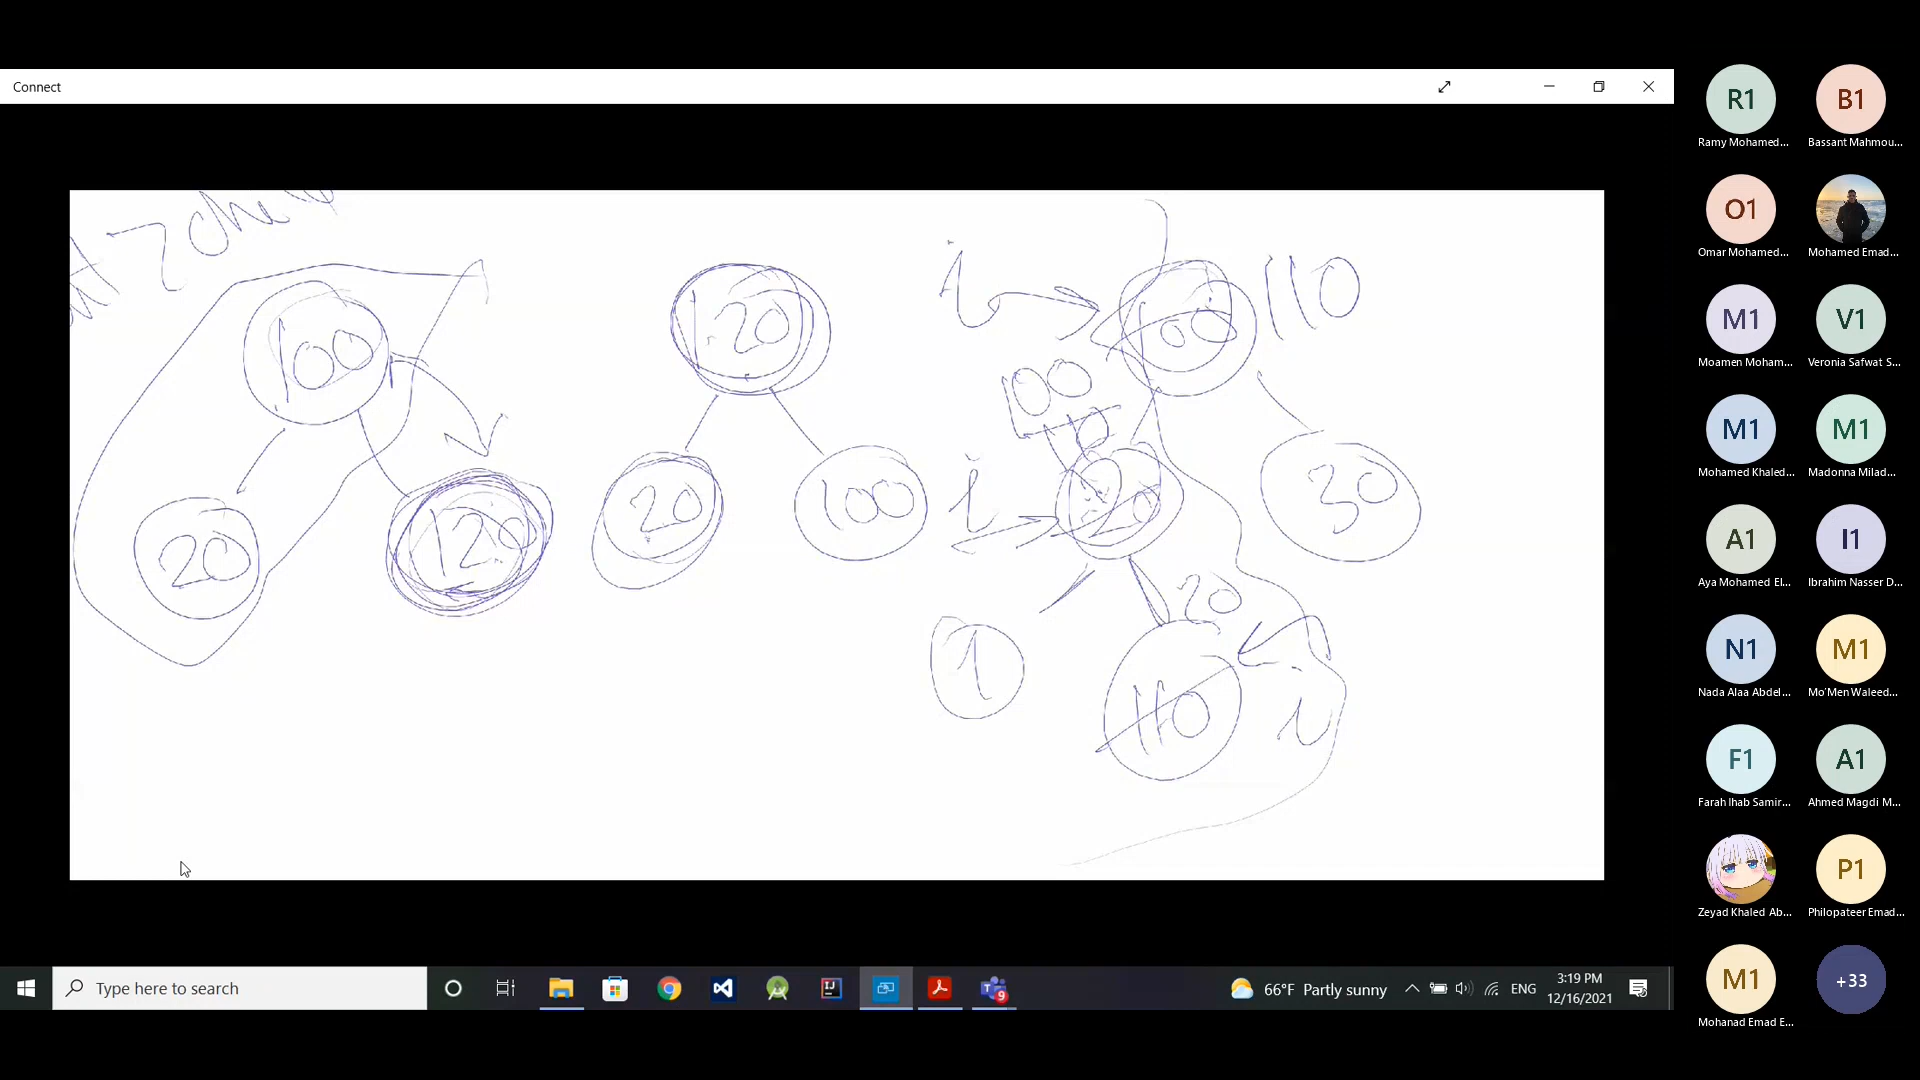 Connect
100
20
120
120
20
100
i
100
110
100
i
20
30
1
20
110
i
R1
Ramy Mohamed...
B1
Bassant Mahmou...
O1
Omar Mohamed...
Mohamed Emad...
M1
Moamen Moham...
V1
Veronia Safwat S...
M1
Mohamed Khaled...
M1
Madonna Milad...
A1
Aya Mohamed El...
I1
Ibrahim Nasser D...
N1
Nada Alaa Abdel...
M1
Mo'Men Waleed...
F1
Farah Ihab Samir...
A1
Ahmed Magdi M...
Zeyad Khaled Ab...
P1
Philopateer Emad...
M1
Mohanad Emad E...
+33
Type here to search
9
66°F Partly sunny
ENG
3:19 PM
12/16/2021